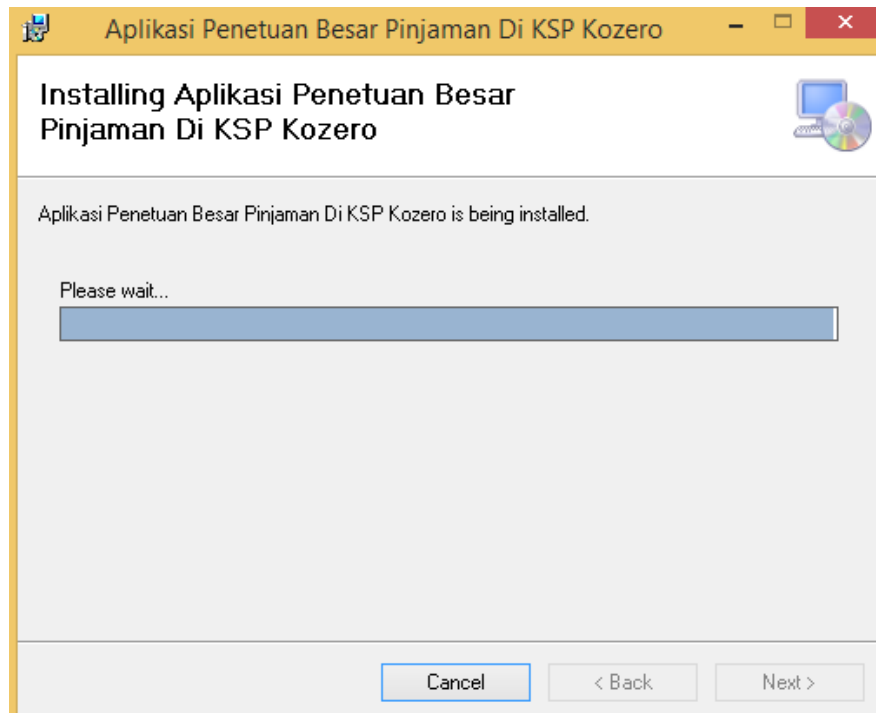 Aplikasi Penetuan Besar Pinjaman Di KSP Kozero
Installing Aplikasi Penetuan Besar
Pinjaman Di KSP Kozero
Aplikasi Penetuan Besar Pinjaman Di KSP Kozero is being installed.
Please wait...
Cancel
< Back
Next >